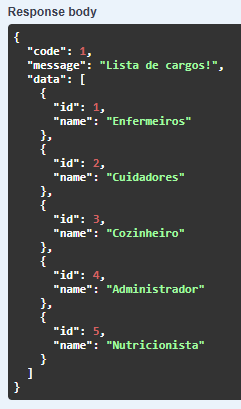 Response body
{
  "code": 1,
  "message": "Lista de cargos!",
  "data": [
    {
      "id": 1,
      "name": "Enfermeiros"
    },
    {
      "id": 2,
      "name": "Cuidadores"
    },
    {
      "id": 3,
      "name": "Cozinheiro"
    },
    {
      "id": 4,
      "name": "Administrador"
    },
    {
      "id": 5,
      "name": "Nutricionista"
    }
  ]
}